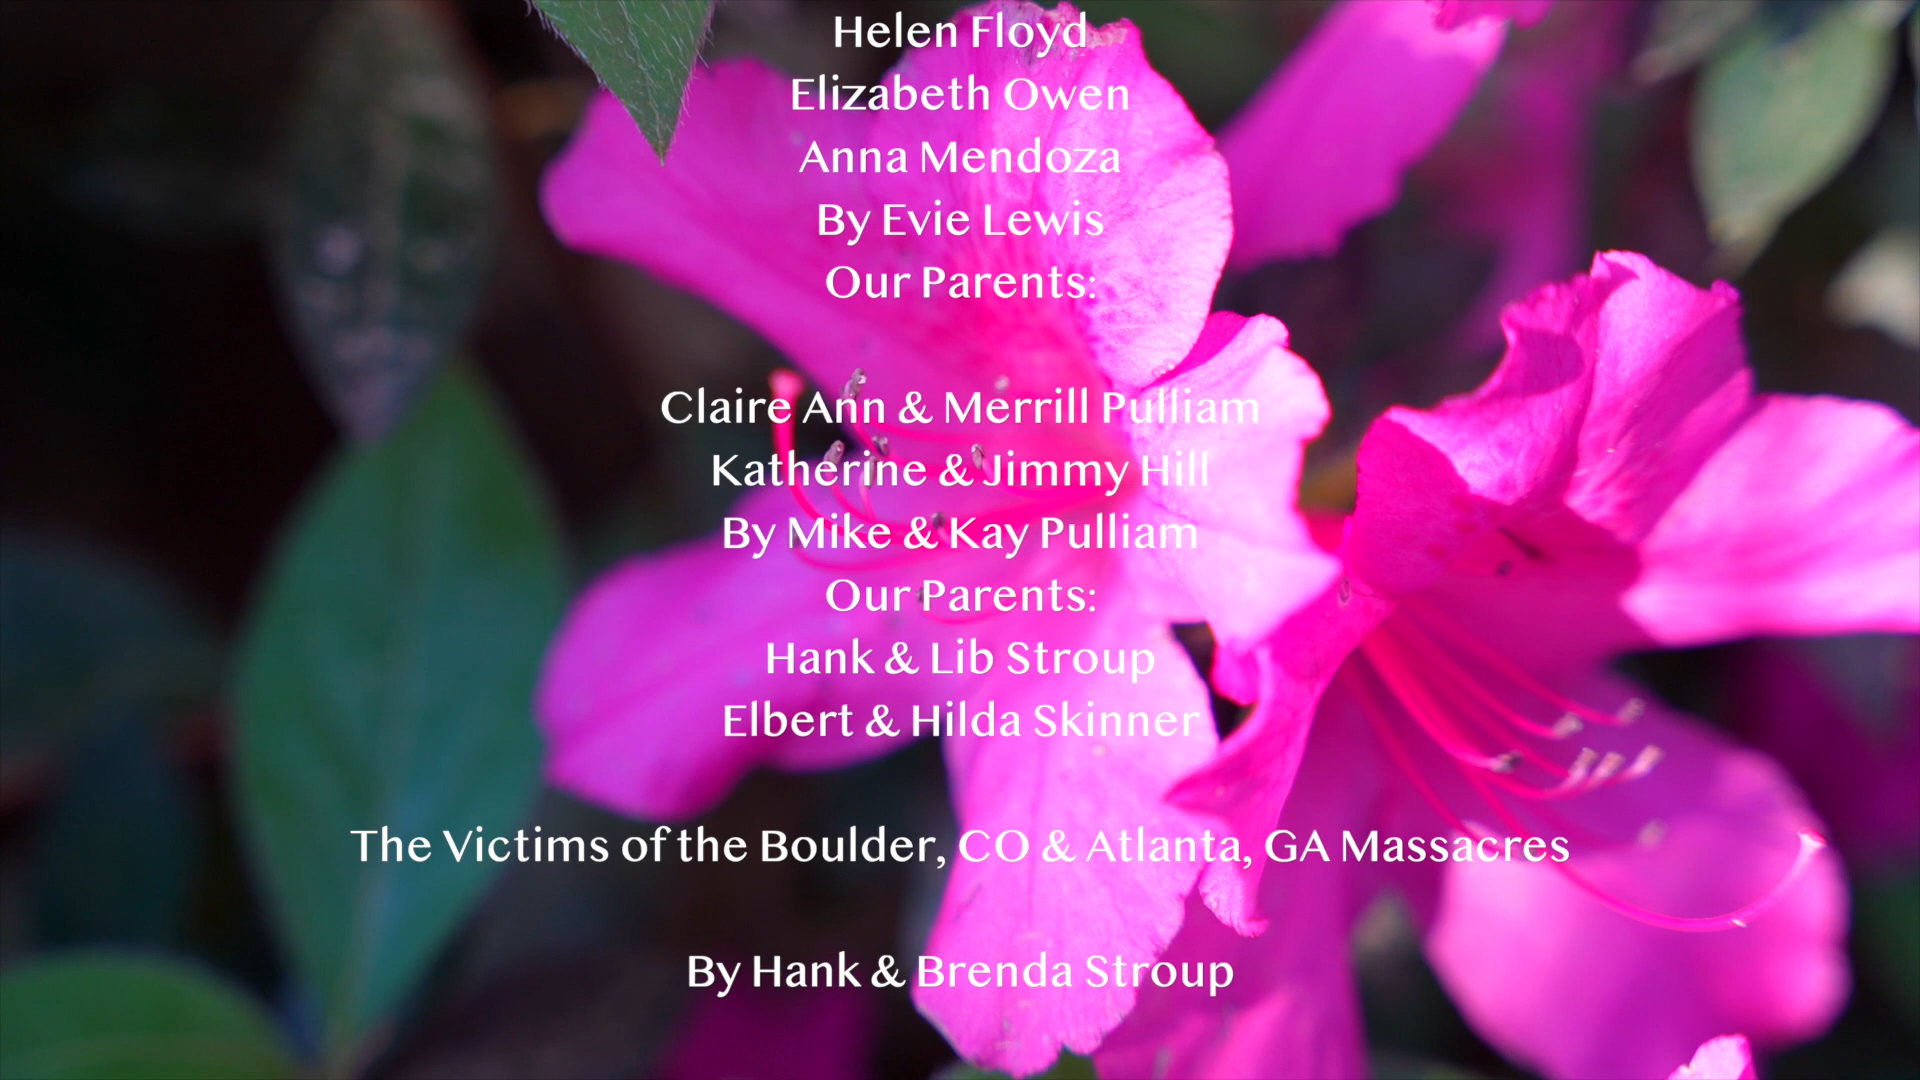 Helen Floyd
Elizabeth Owen
Anna Mendoza
By Evie Lewis
Our Parents:
Claire Ann & Merrill Pulliam
Katherine & Jimmy Hill
By Mike & Kay Pulliam
Our Parents:
Hank & Lib Stroup
Elbert & Hilda Skinner
The Victims of the Boulder, CO & Atlanta, GA Massacres
By Hank & Brenda Stroup